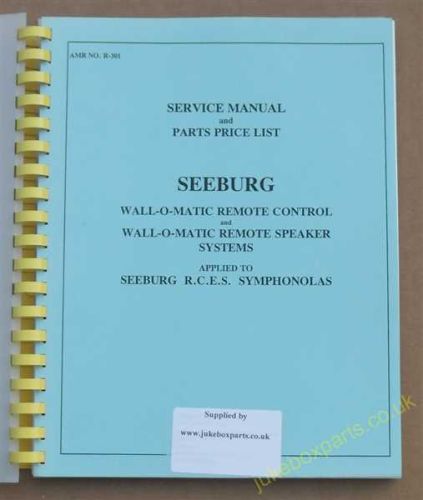 AMR NO. R-301
SERVICE MANUAL
and
PARTS PRICE LIST
SEEBURG
WALL-O-MATIC REMOTE CONTROL
and
WALL-O-MATIC REMOTE SPEAKER
SYSTEMS
APPLIED TO
SEEBURG R.C.E.S. SYMPHONOLAS
Supplied by
www.jukeboxparts.co.uk
jukeboxparts.co.uk